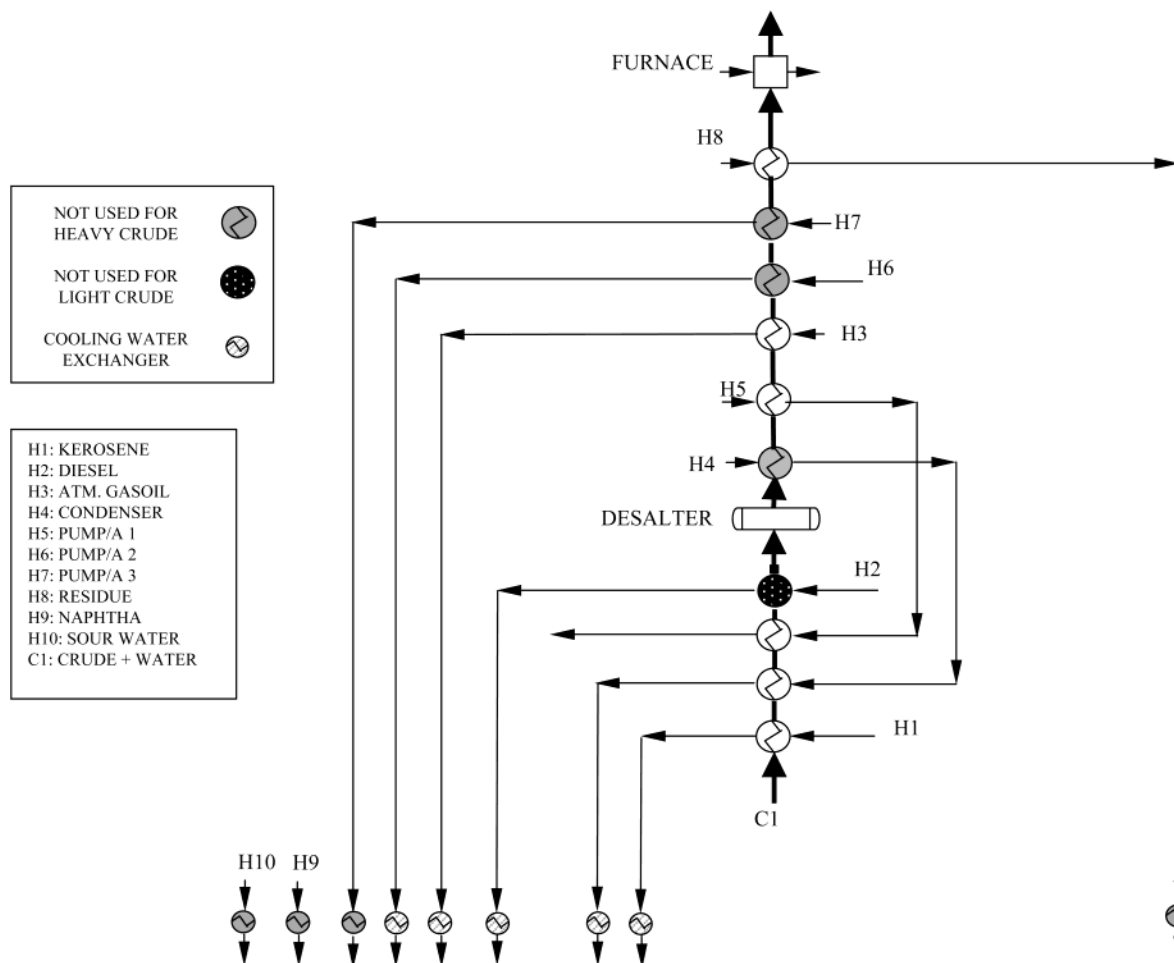 FURNACE
H8
NOT USED FOR
HEAVY CRUDE
NOT USED FOR
LIGHT CRUDE
COOLING WATER
EXCHANGER
H7
H6
H3
H5
H4
H1: KEROSENE
H2: DIESEL
H3: ATM. GASOIL
H4: CONDENSER
H5: PUMP/A 1
H6: PUMP/A 2
H7: PUMP/A 3
H8: RESIDUE
H9: NAPHTHA
H10: SOUR WATER
C1: CRUDE + WATER
DESALTER
H2
H1
C1
H10
H9